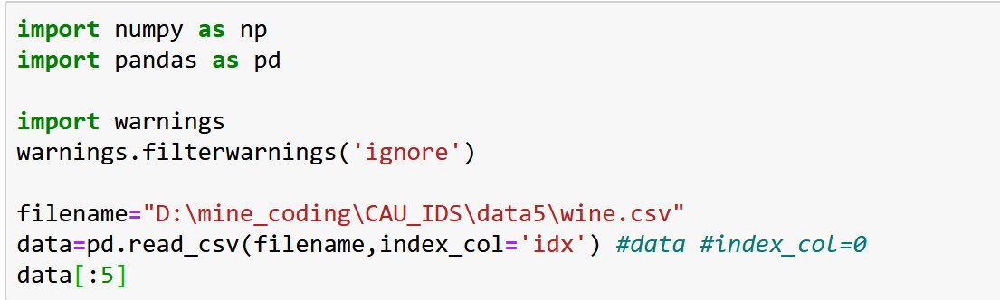 import numpy as np
import pandas as pd
import warnings
warnings.filterwarnings('ignore')
filename="D:\mine_coding\CAU_IDS\data5\wine.csv"
data=pd.read_csv(filename,index_col='idx') #data #index_col=0
data[:5]